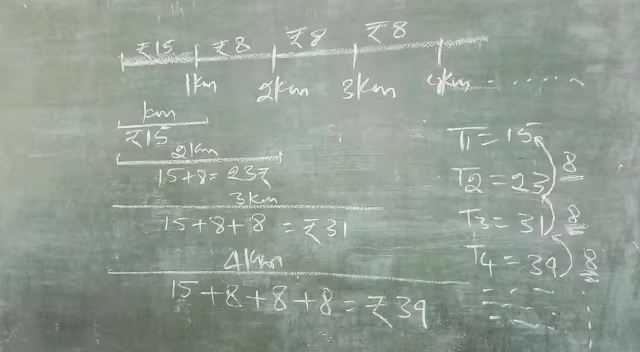 ₹15 ₹8 ₹8 ₹8
1km 2km 3km 4km - - . . . . .
km
₹15
2km
15+8= 23₹
3km
15+8+8 = ₹31
4km
15+8+8+8 = ₹39
T1 = 15
8
T2 = 23
T3 = 31
8
T4 = 39
8